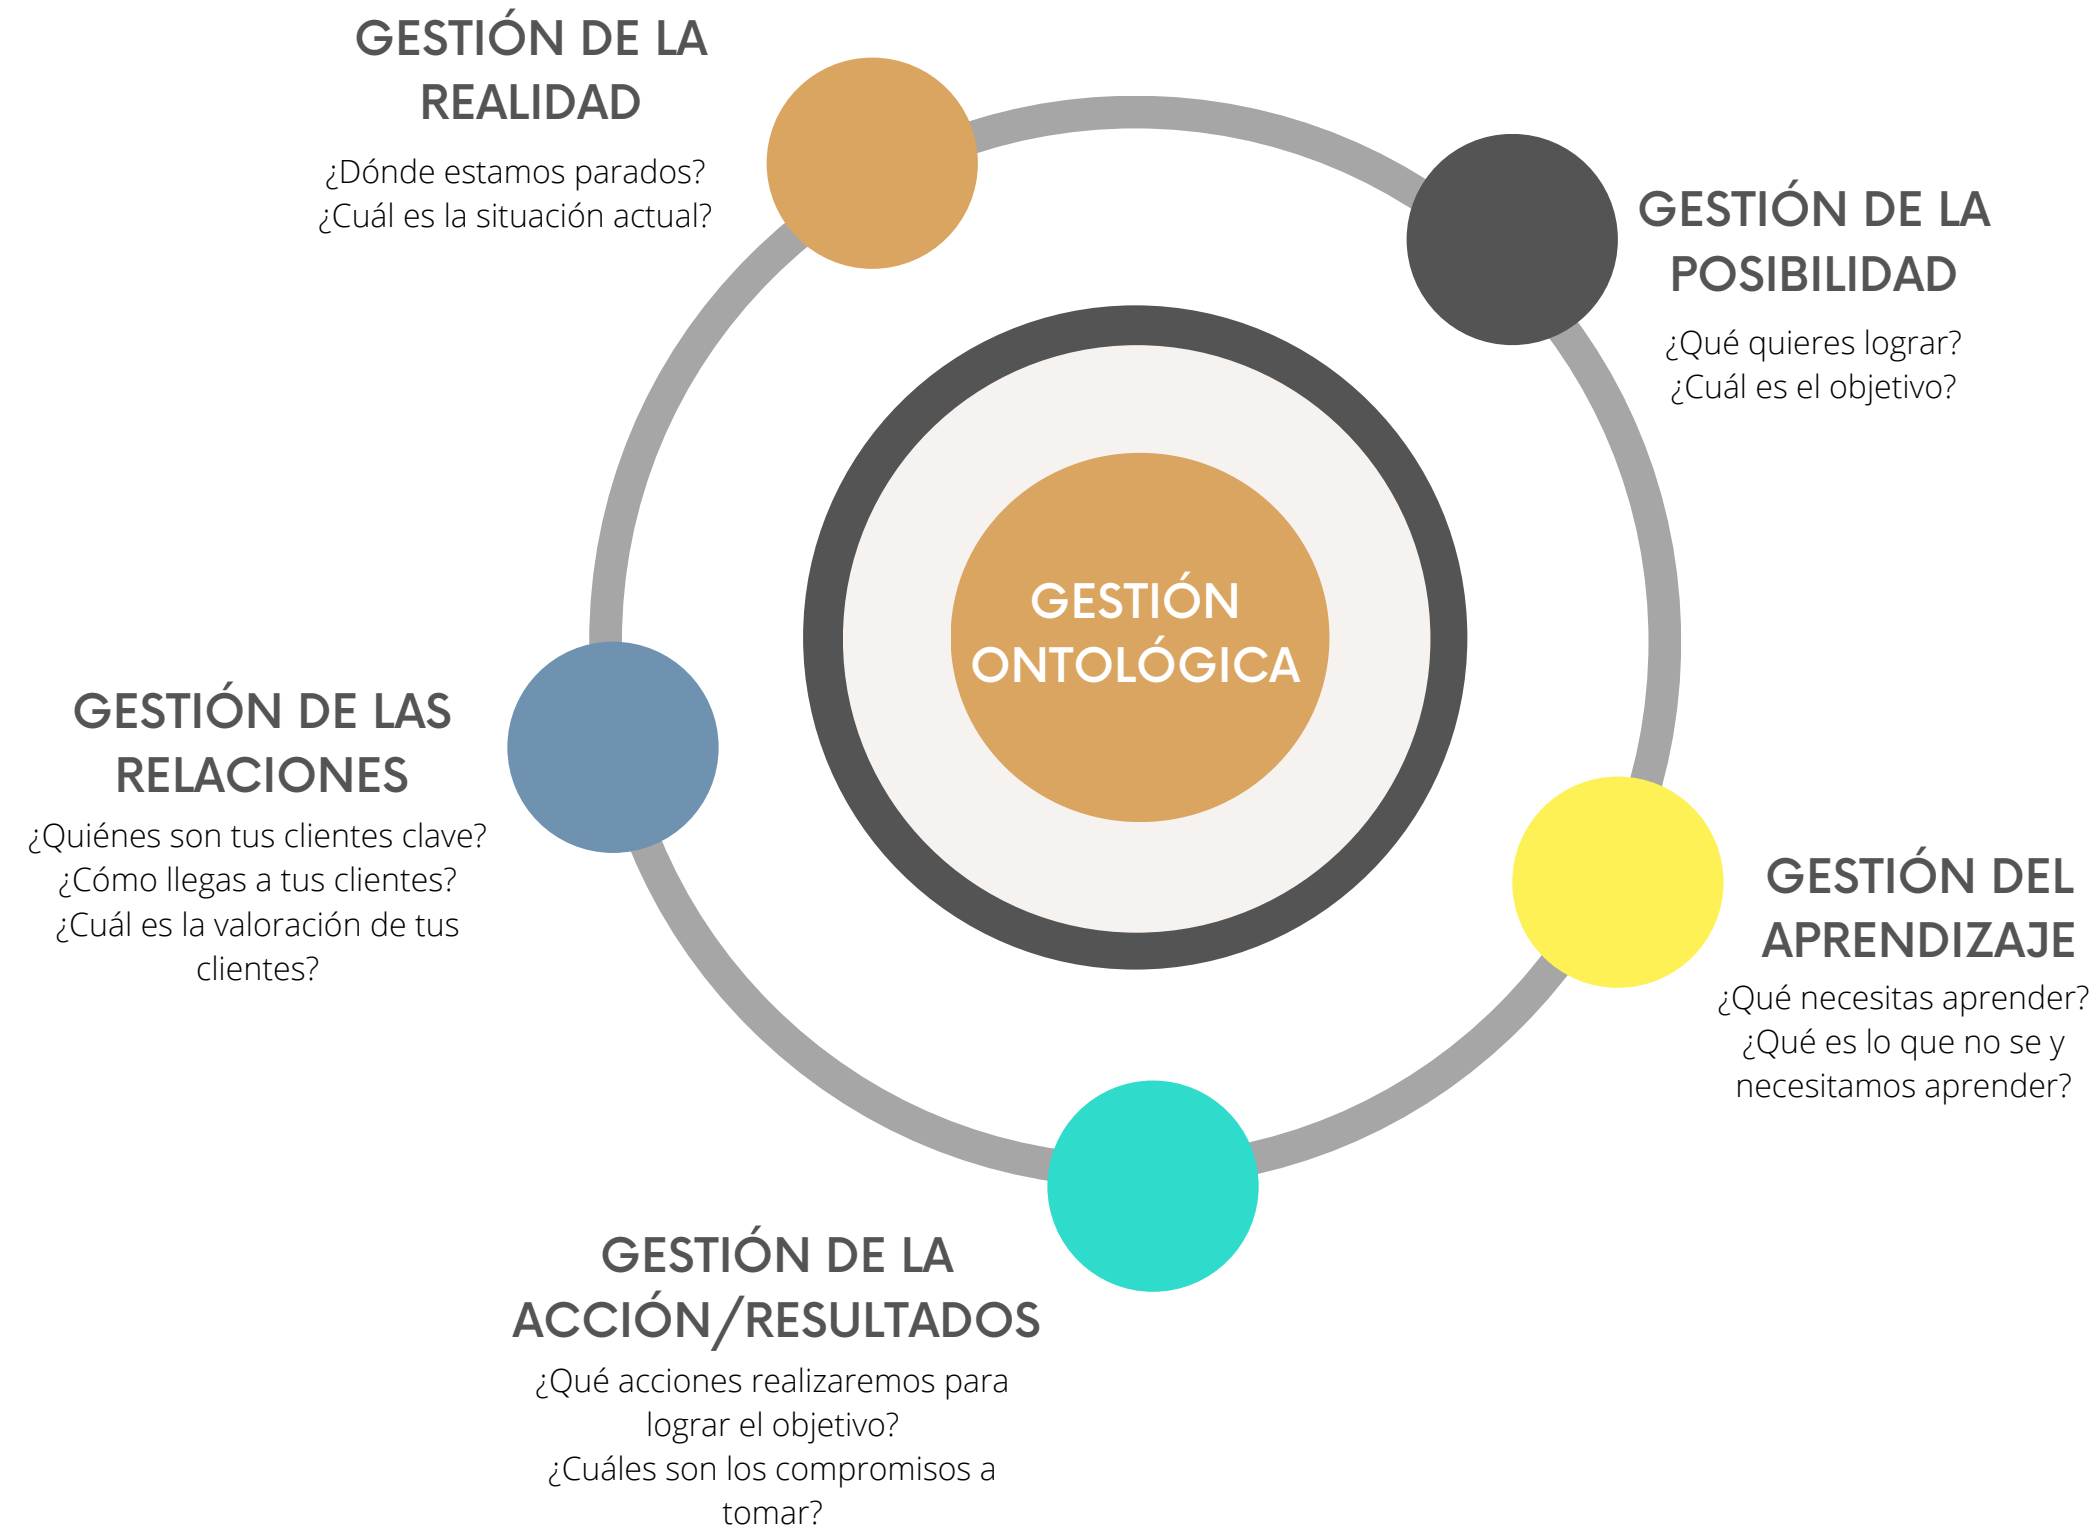 GESTIÓN DE LA
REALIDAD
¿Dónde estamos parados?
¿Cuál es la situación actual?
GESTIÓN DE LA
POSIBILIDAD
¿Qué quieres lograr?
¿Cuál es el objetivo?
GESTIÓN
ONTOLÓGICA
GESTIÓN DE LAS
RELACIONES
¿Quiénes son tus clientes clave?
¿Cómo llegas a tus clientes?
¿Cuál es la valoración de tus
clientes?
GESTIÓN DEL
APRENDIZAJE
¿Qué necesitas aprender?
¿Qué es lo que no se y
necesitamos aprender?
GESTIÓN DE LA
ACCIÓN/RESULTADOS
¿Qué acciones realizaremos para
lograr el objetivo?
¿Cuáles son los compromisos a
tomar?